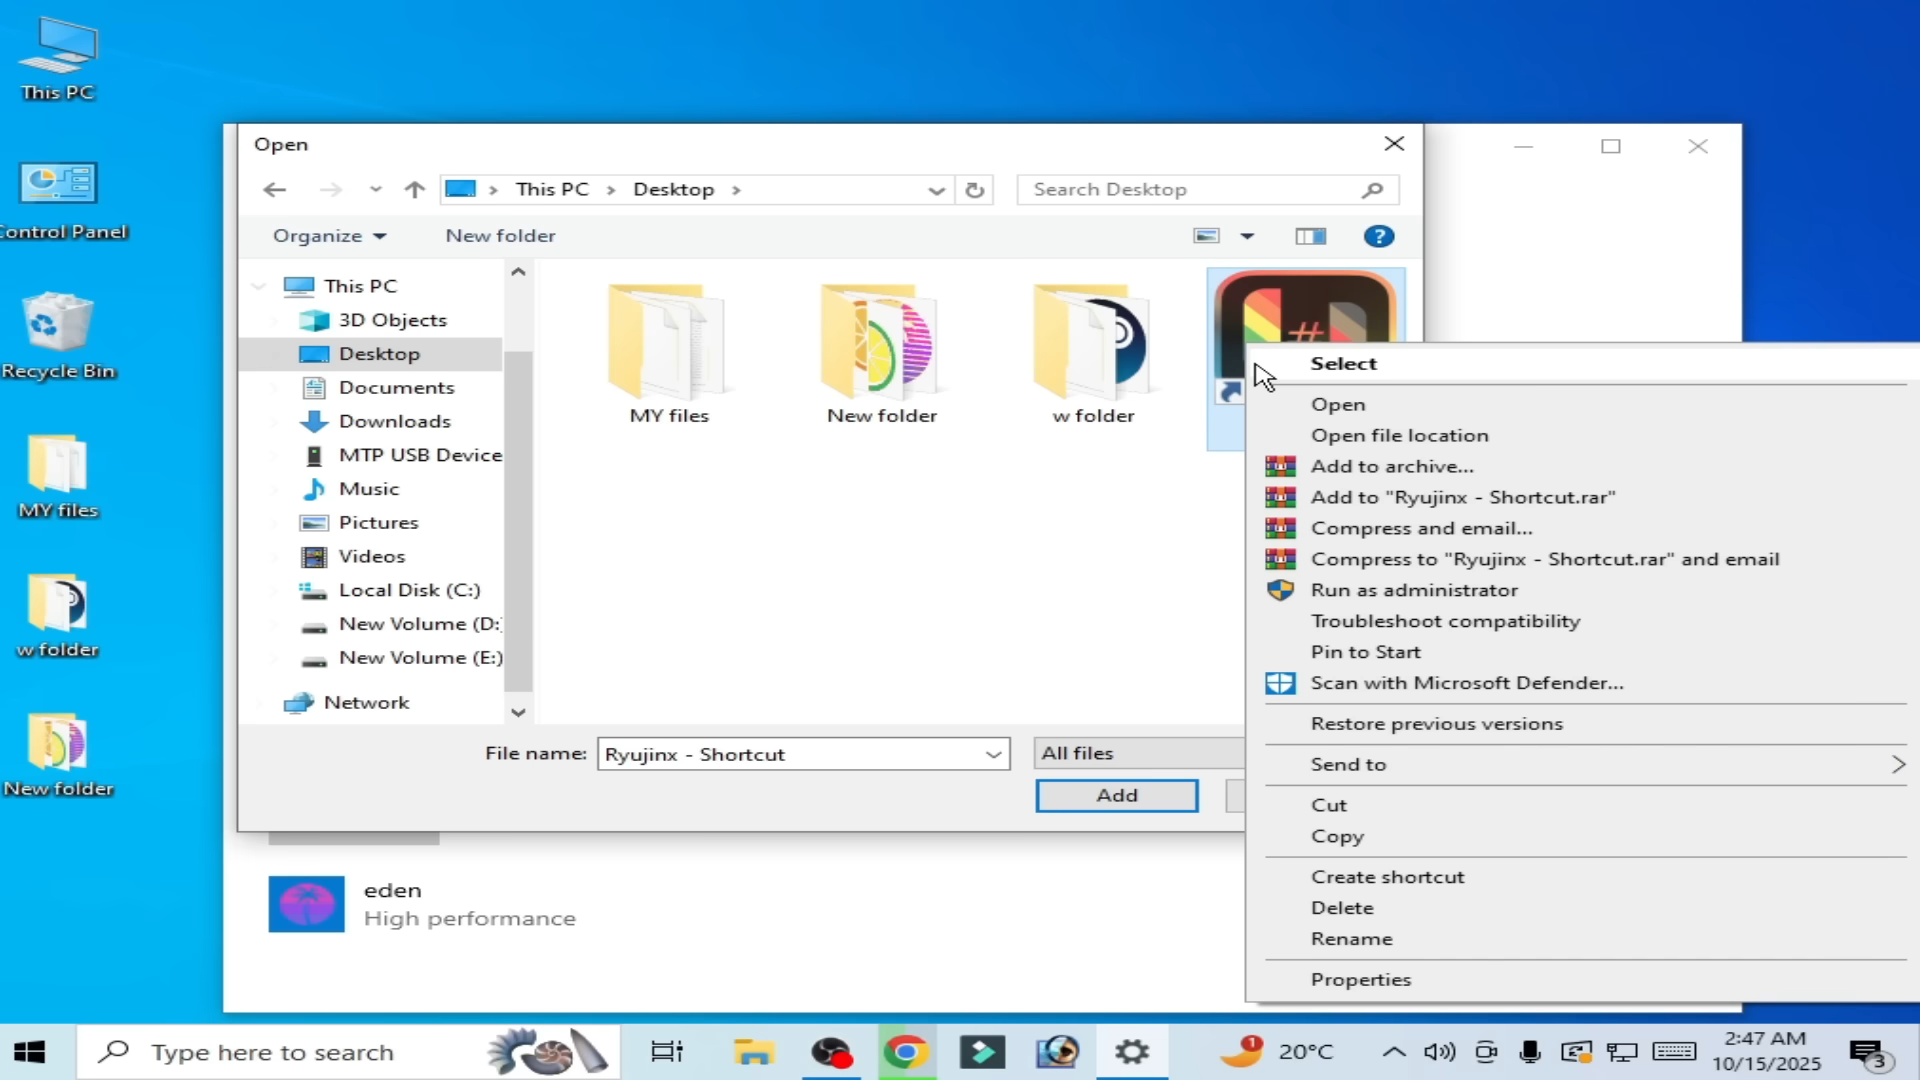 This PC
Control Panel
Recycle Bin
MY files
w folder
New folder
Open
This PC
Desktop
Search Desktop
Organize
New folder
This PC
3D Objects
Desktop
Documents
Downloads
MTP USB Device
Music
Pictures
Videos
Local Disk (C:)
New Volume (D:
New Volume (E:)
Network
MY files
New folder
w folder
File name:
Ryujinx - Shortcut
All files
Add
Select
Open
Open file location
Add to archive...
Add to "Ryujinx - Shortcut.rar"
Compress and email...
Compress to "Ryujinx - Shortcut.rar" and email
Run as administrator
Troubleshoot compatibility
Pin to Start
Scan with Microsoft Defender...
Restore previous versions
Send to
Cut
Copy
Create shortcut
Delete
Rename
Properties
eden
High performance
Type here to search
1
20°C
2:47 AM
10/15/2025
3